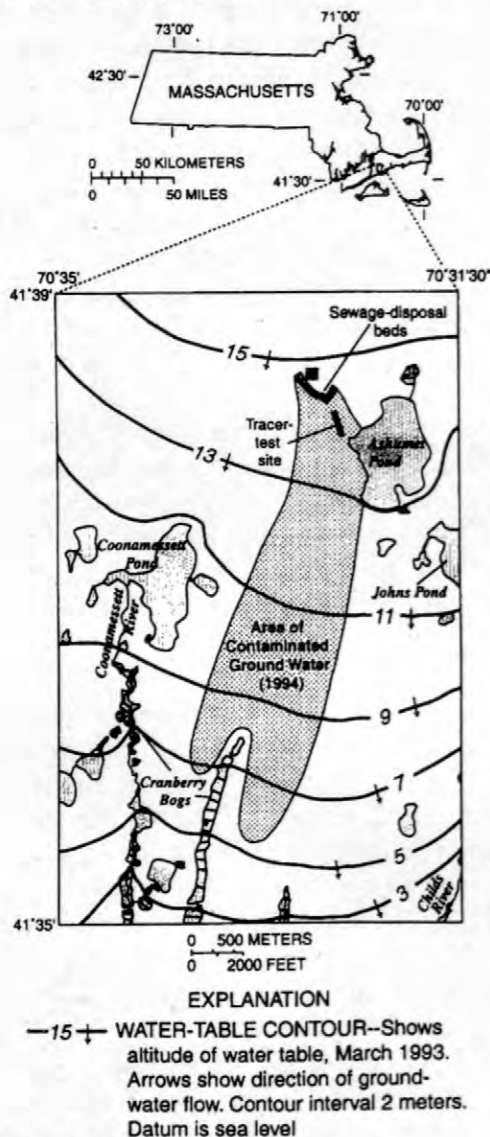 71°00'
73°00'
42°30'
MASSACHUSETTS
70°00'
0 50 KILOMETERS
0 50 MILES
41°30'
70°35'
70°31'30"
41°39'
Sewage-disposal
beds
15
Tracer-
test
site
Ashumet
Pond
13
Coonamessett
Pond
Johns Pond
11
Coonamessett
River
Area of
Contaminated
Ground Water
(1994)
9
7
Cranberry
Bogs
5
3
Childs
River
41°35'
0 500 METERS
0 2000 FEET
EXPLANATION
15 WATER-TABLE CONTOUR--Shows
altitude of water table, March 1993.
Arrows show direction of ground-
water flow. Contour interval 2 meters.
Datum is sea level